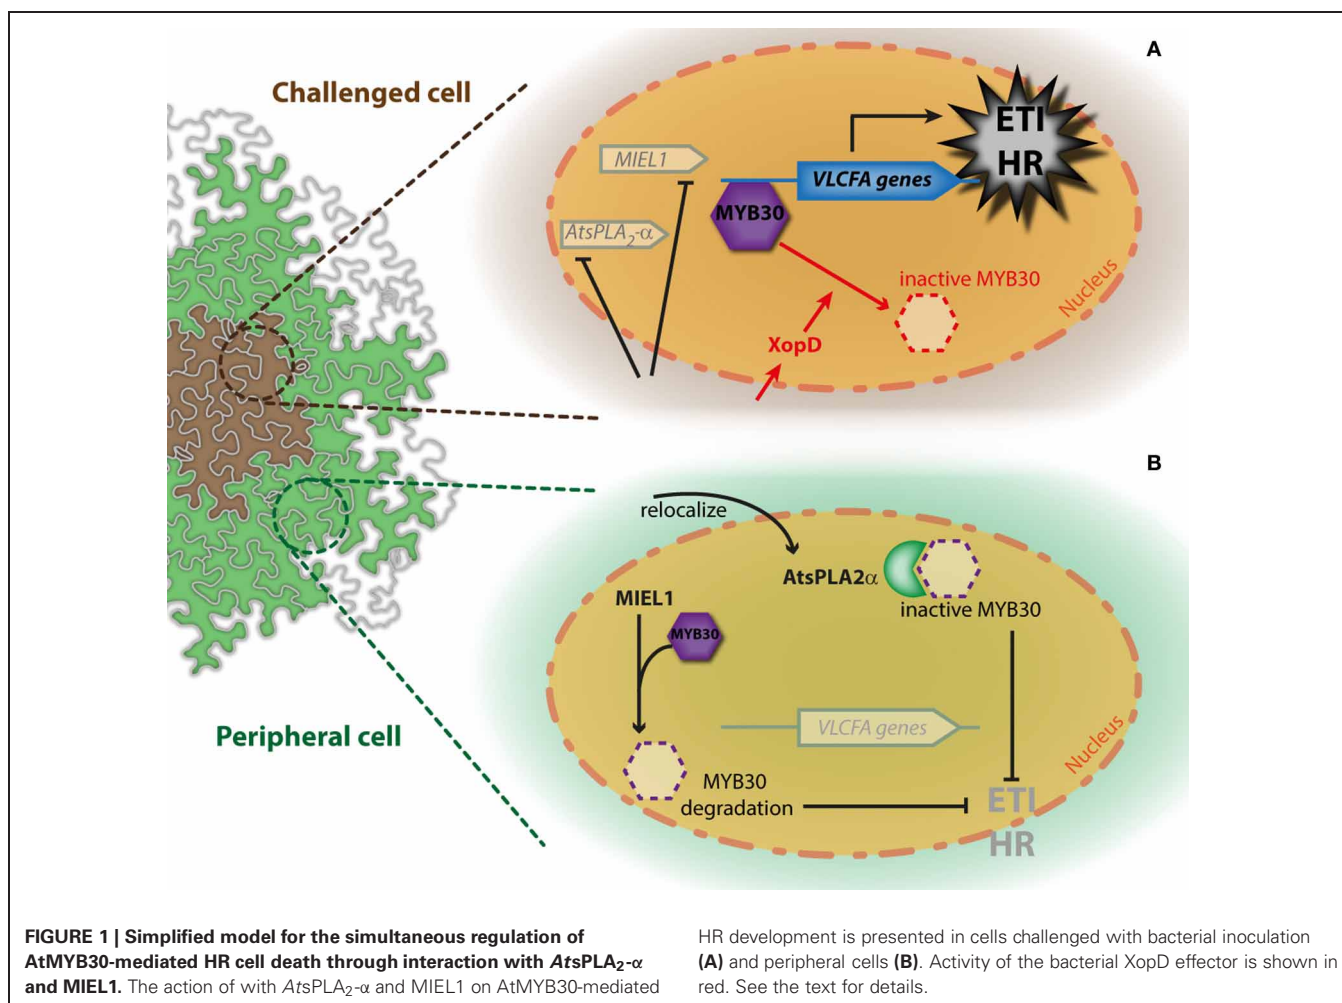 A
Challenged cell
ETI
HR
MIEL1
VLCFA genes
MYB30
AtsPLA2-α
inactive MYB30
Nucleus
XopD
B
relocalize
AtsPLA2α
MIEL1
inactive MYB30
MYB30
Peripheral cell
VLCFA genes
Nucleus
MYB30
degradation
ETI
HR
FIGURE 1 | Simplified model for the simultaneous regulation of
AtMYB30-mediated HR cell death through interaction with AtsPLA2-α
and MIEL1. The action of with AtsPLA2-α and MIEL1 on AtMYB30-mediated
HR development is presented in cells challenged with bacterial inoculation
(A) and peripheral cells (B). Activity of the bacterial XopD effector is shown in
red. See the text for details.